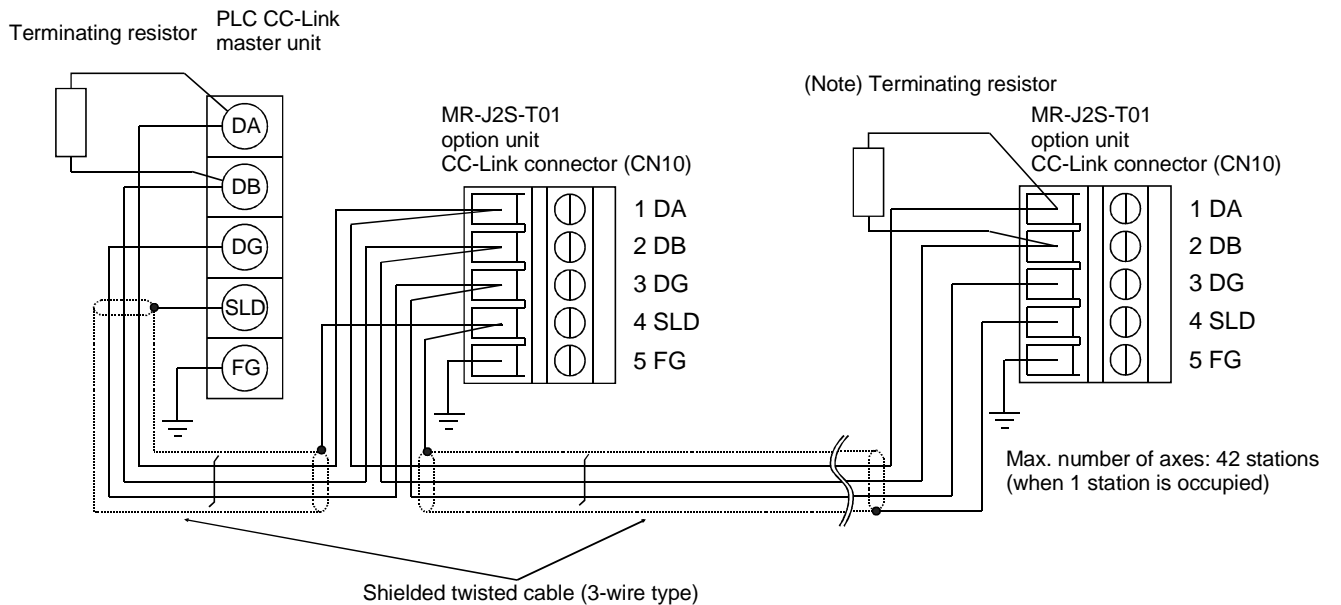 Terminating resistor
PLC CC-Link
master unit
DA
DB
DG
SLD
FG
MR-J2S-T01
option unit
CC-Link connector (CN10)
1 DA
2 DB
3 DG
4 SLD
5 FG
(Note) Terminating resistor
MR-J2S-T01
option unit
CC-Link connector (CN10)
1 DA
2 DB
3 DG
4 SLD
5 FG
Max. number of axes: 42 stations
(when 1 station is occupied)
Shielded twisted cable (3-wire type)